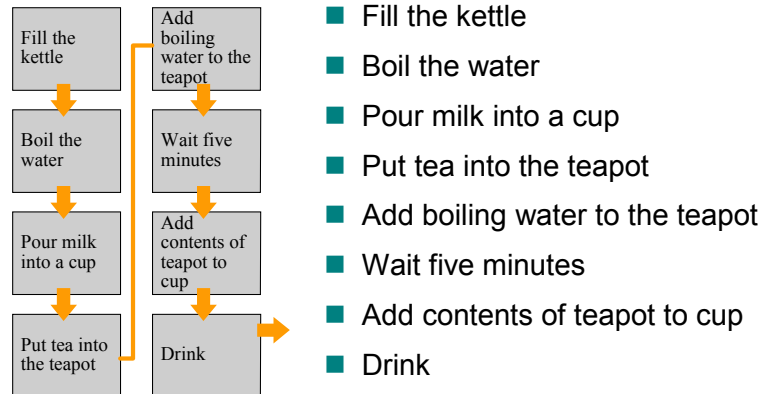 Fill the
kettle
Boil the
water
Pour milk
into a cup
Put tea into
the teapot
Add
boiling
water to the
teapot
Wait five
minutes
Add
contents of
teapot to
cup
Drink
Fill the kettle
Boil the water
Pour milk into a cup
Put tea into the teapot
Add boiling water to the teapot
Wait five minutes
Add contents of teapot to cup
Drink